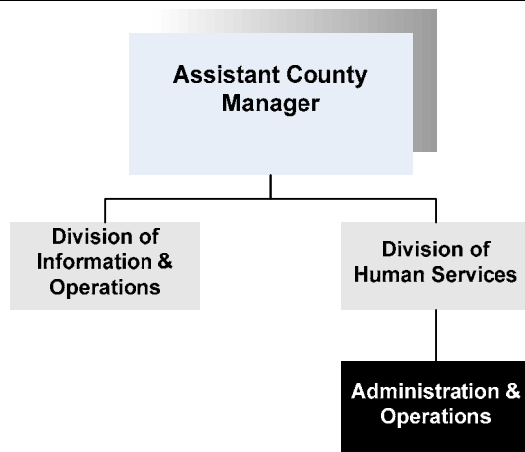 Assistant County
Manager
Division of
Information &
Operations
Division of
Human Services
Administration &
Operations